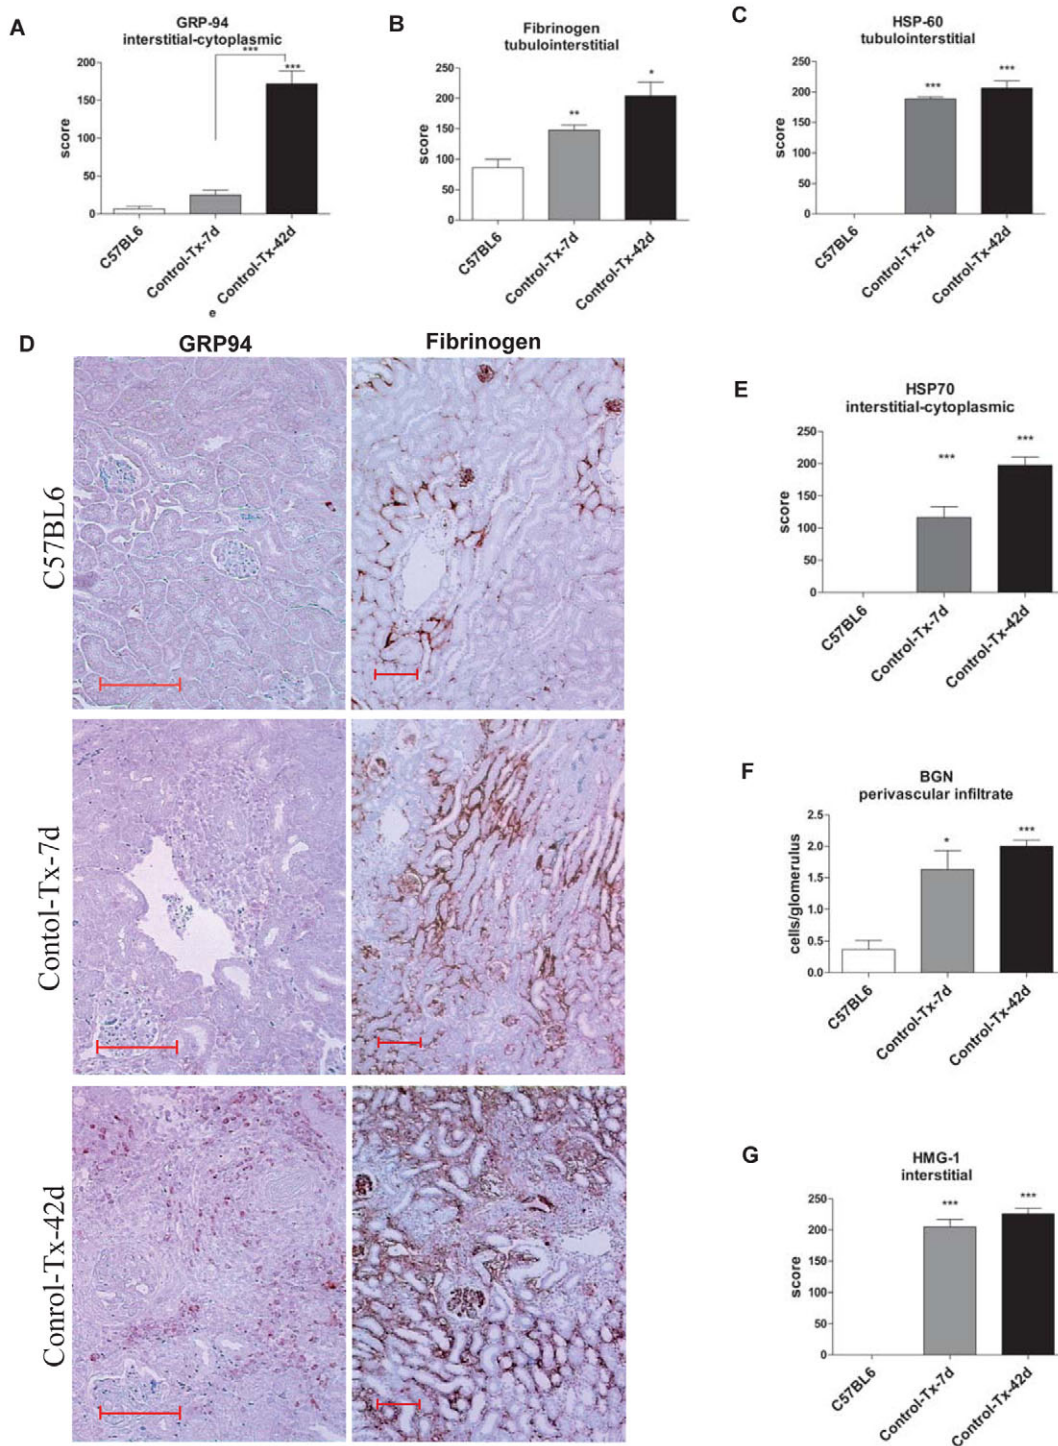 A
GRP-94
interstitial-cytoplasmic
***
***
score
200
150
100
50
0
C57BL6
Control-Tx-7d
Control-Tx-42d
e
B
Fibrinogen
tubulointerstitial
score
250
200
150
100
50
0
**
*
C57BL6
Control-Tx-7d
Control-Tx-42d
C
HSP-60
tubulointerstitial
score
250
200
150
100
50
0
***
***
C57BL6
Control-Tx-7d
Control-Tx-42d
D
GRP94
Fibrinogen
C57BL6
Contol-Tx-7d
Conrol-Tx-42d
E
HSP70
interstitial-cytoplasmic
score
250
200
150
100
50
0
***
***
C57BL6
Control-Tx-7d
Control-Tx-42d
F
BGN
perivascular infiltrate
cells/glomerulus
2.5
2.0
1.5
1.0
0.5
0.0
*
***
C57BL6
Control-Tx-7d
Control-Tx-42d
G
HMG-1
interstitial
score
250
200
150
100
50
0
***
***
C57BL6
Control-Tx-7d
Control-Tx-42d